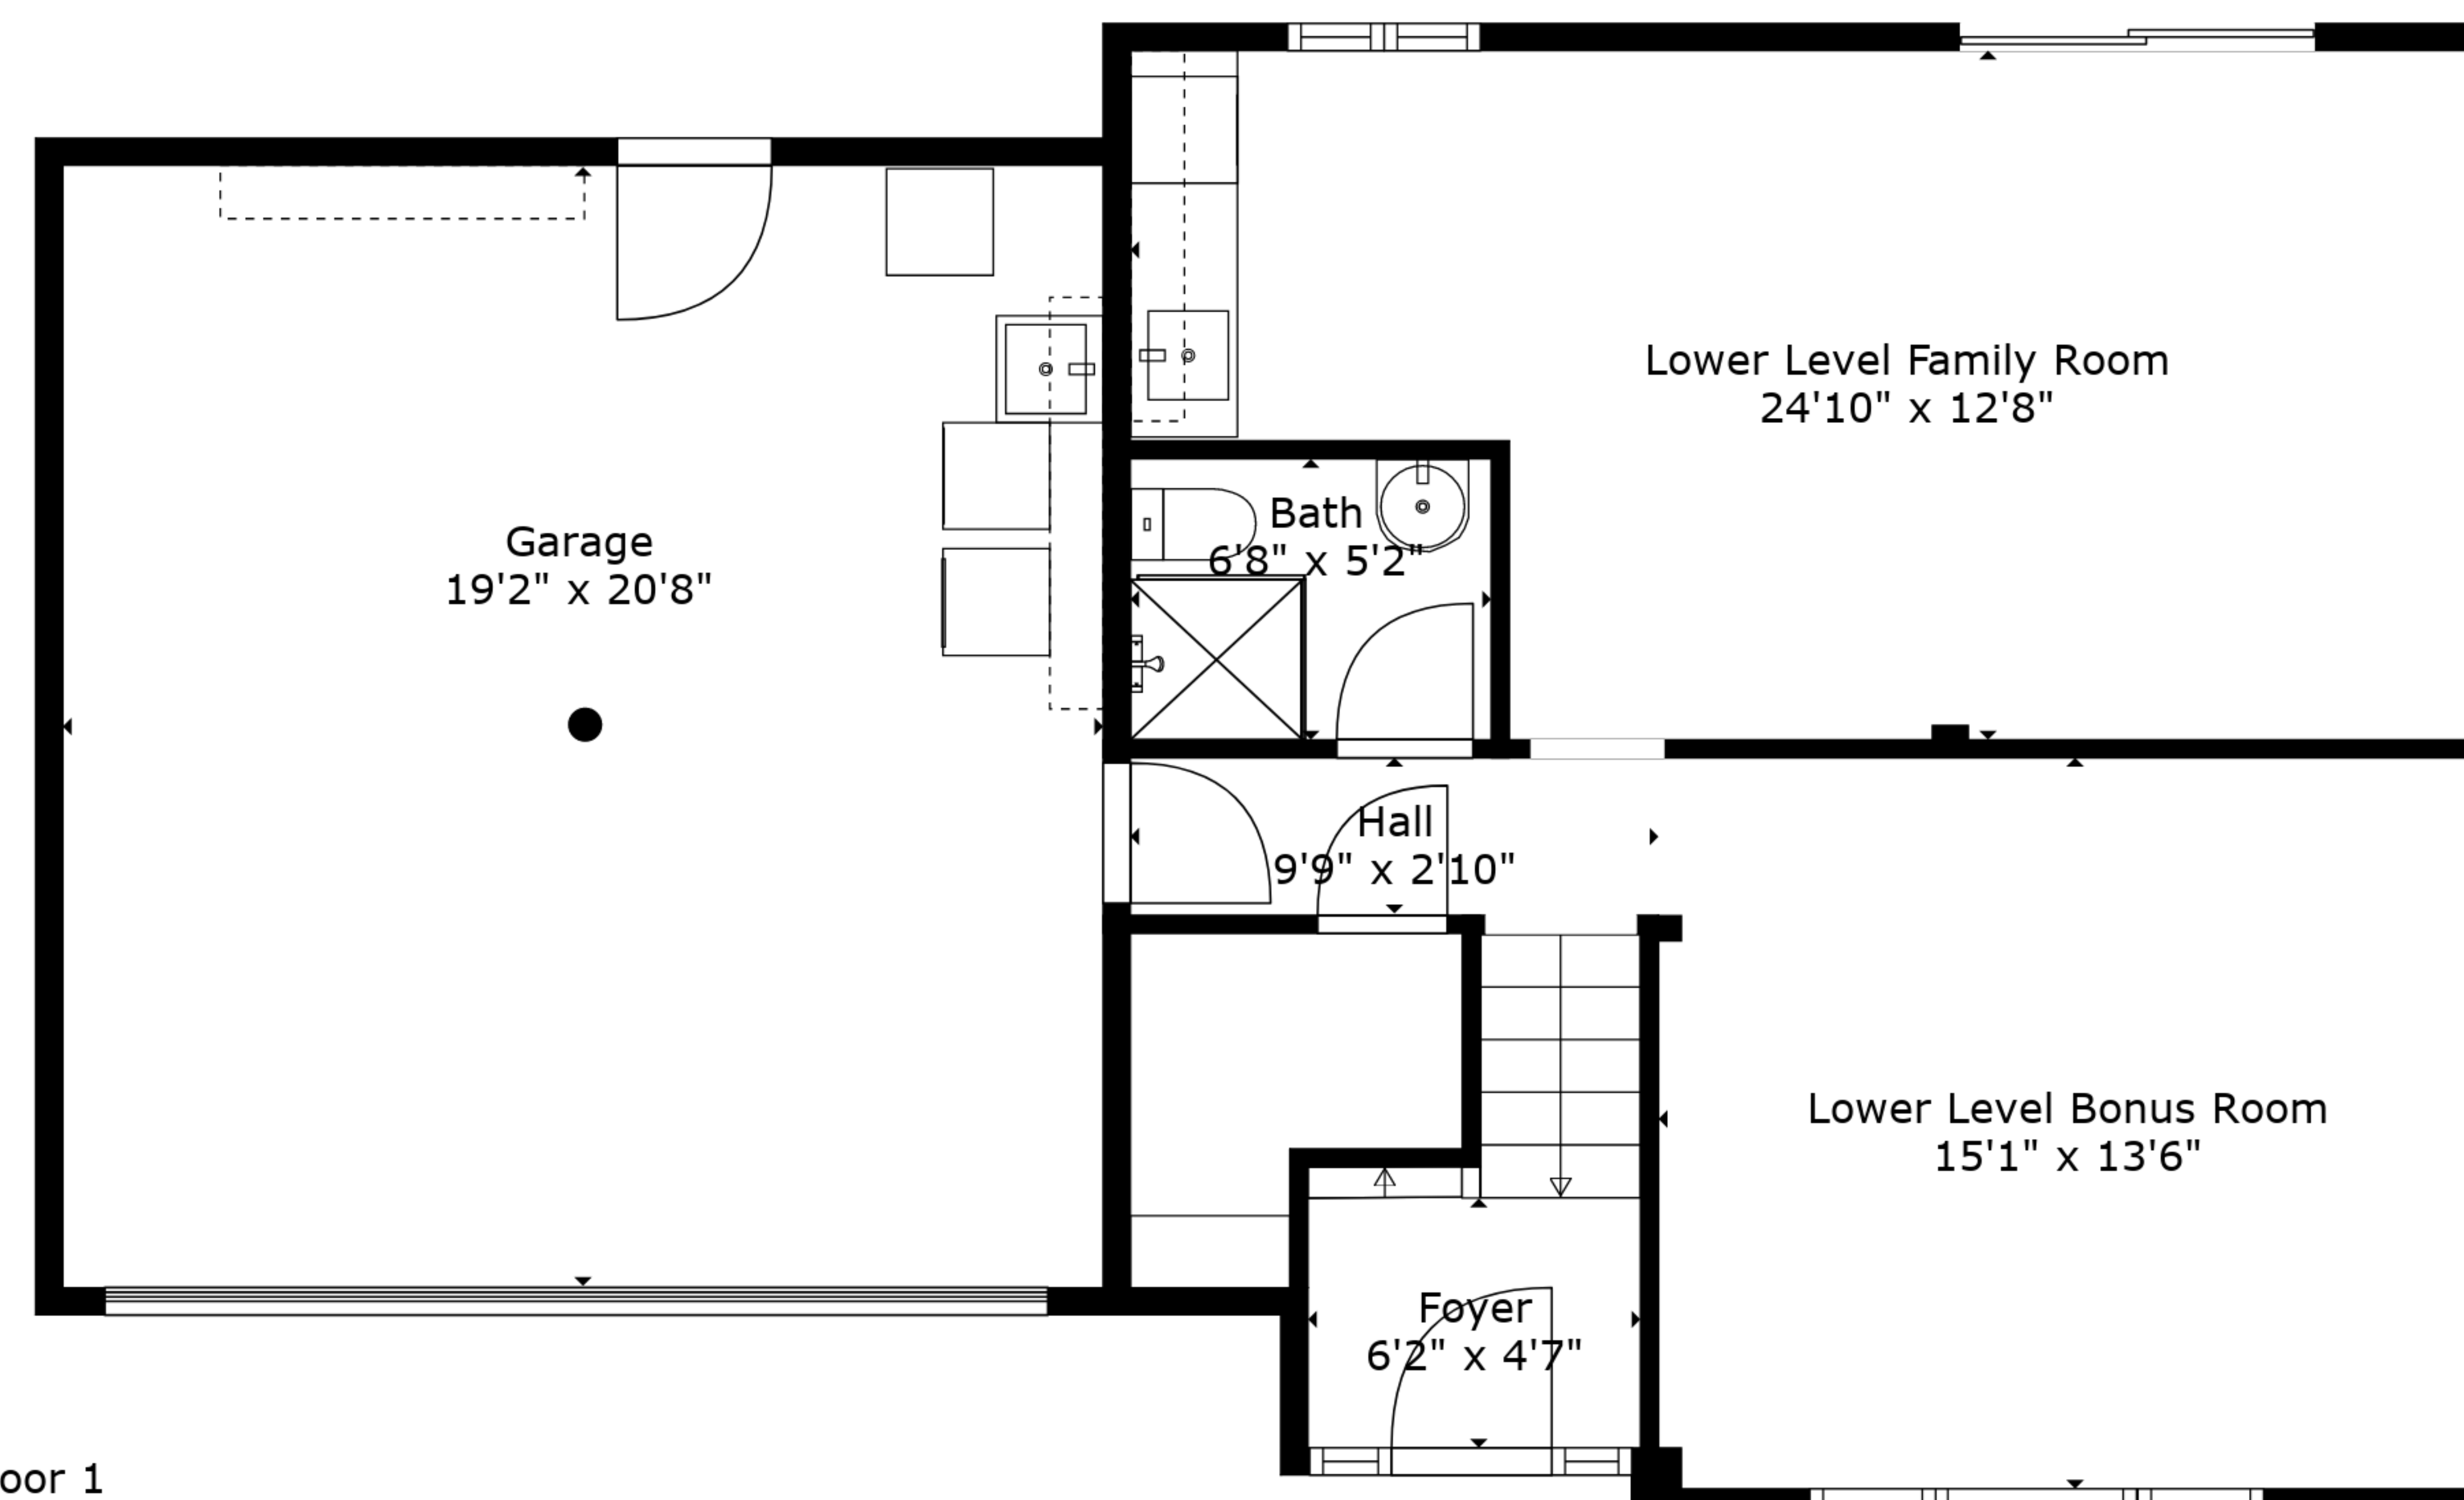 Lower Level Family Room
24'10" x 12'8"
Garage
19'2" x 20'8"
Bath
6'8" x 5'2"
Hall
9'9" x 2'10"
Lower Level Bonus Room
15'1" x 13'6"
Foyer
6'2" x 4'7"
oor 1